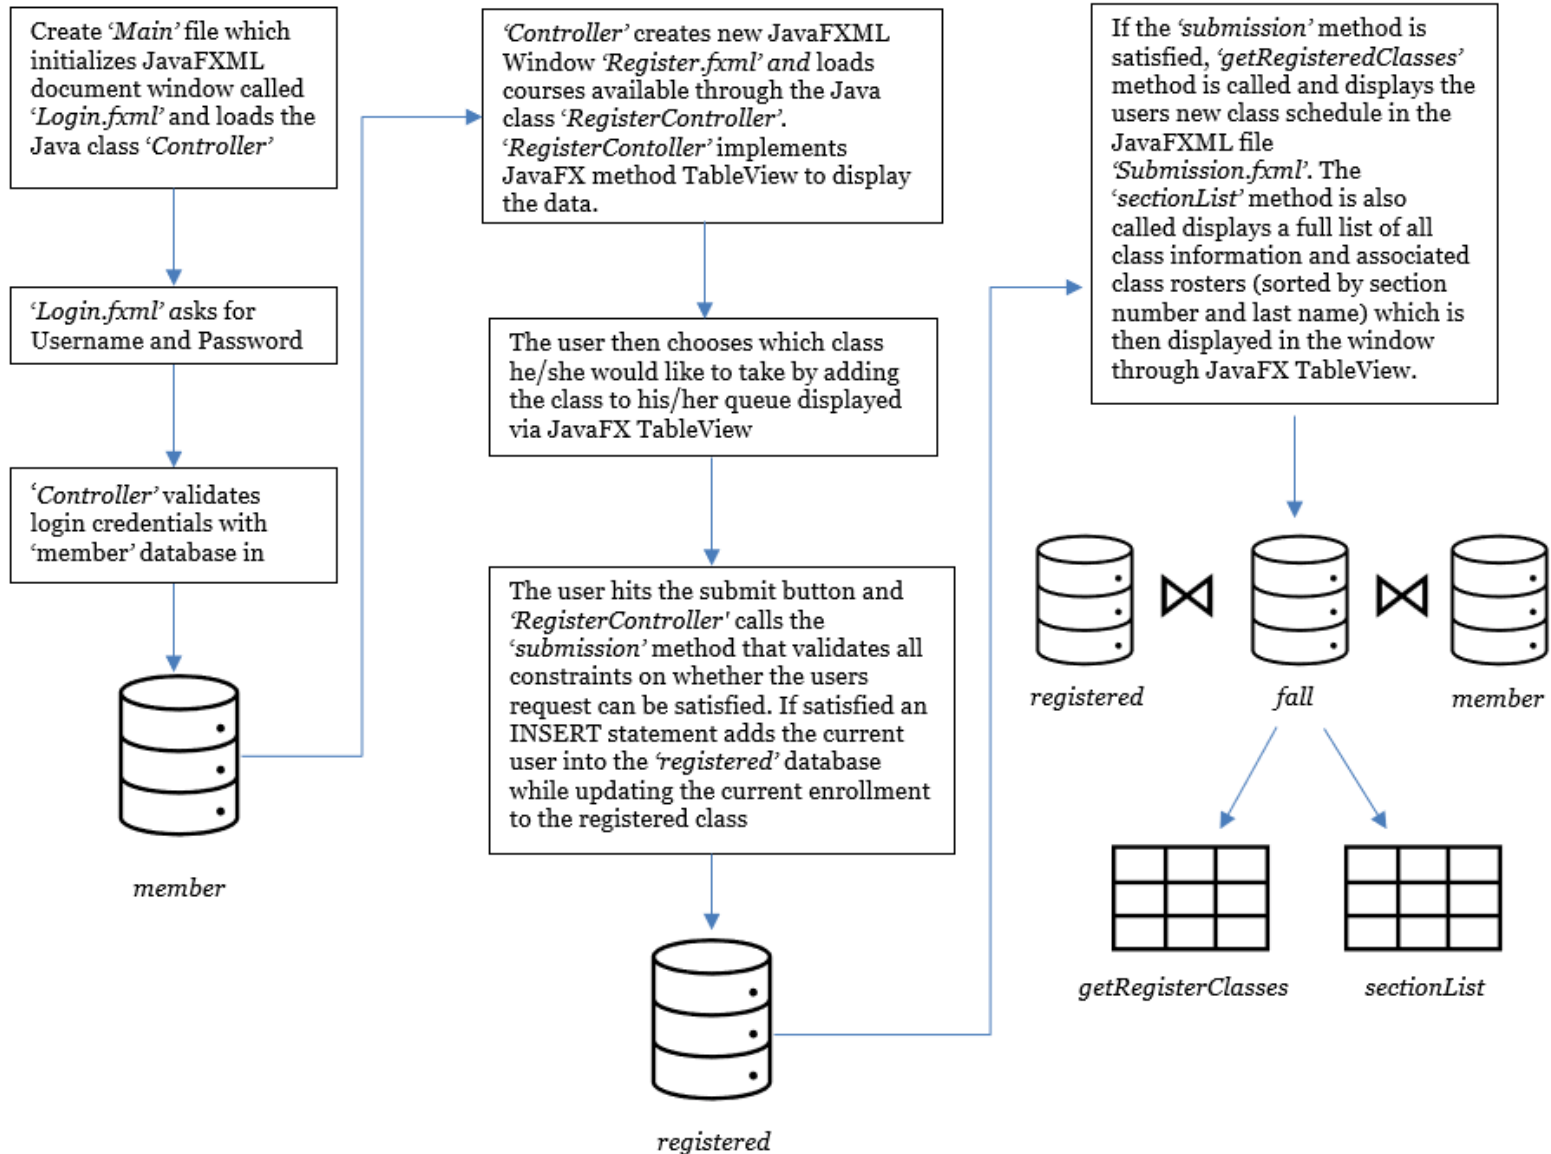 Create ‘Main’ file which
initializes JavaFXML
document window called
‘Login.fxml’ and loads the
Java class ‘Controller’
‘Login.fxml’ asks for
Username and Password
‘Controller’ validates
login credentials with
‘member’ database in
member
‘Controller’ creates new JavaFXML
Window ‘Register.fxml’ and loads
courses available through the Java
class ‘RegisterController’.
‘RegisterContoller’ implements
JavaFX method TableView to display
the data.
The user then chooses which class
he/she would like to take by adding
the class to his/her queue displayed
via JavaFX TableView
The user hits the submit button and
‘RegisterController' calls the
‘submission’ method that validates all
constraints on whether the users
request can be satisfied. If satisfied an
INSERT statement adds the current
user into the ‘registered’ database
while updating the current enrollment
to the registered class
registered
If the ‘submission’ method is
satisfied, ‘getRegisteredClasses’
method is called and displays the
users new class schedule in the
JavaFXML file
‘Submission.fxml’. The
‘sectionList’ method is also
called displays a full list of all
class information and associated
class rosters (sorted by section
number and last name) which is
then displayed in the window
through JavaFX TableView.
registered
fall
member
getRegisterClasses
sectionList